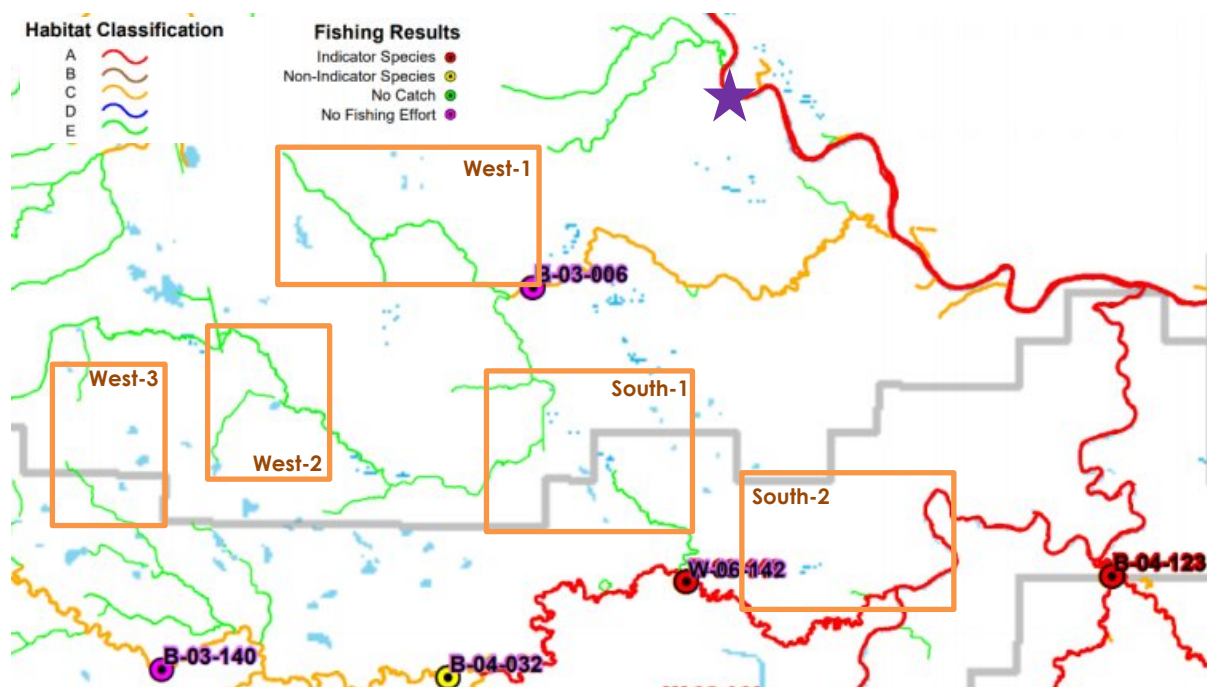 Habitat Classification
A
B
C
D
E
Fishing Results
Indicator Species
Non-Indicator Species
No Catch
No Fishing Effort
West-1
B-03-006
West-3
South-1
West-2
South-2
W-06-142
B-04-123
B-03-140
B-04-032